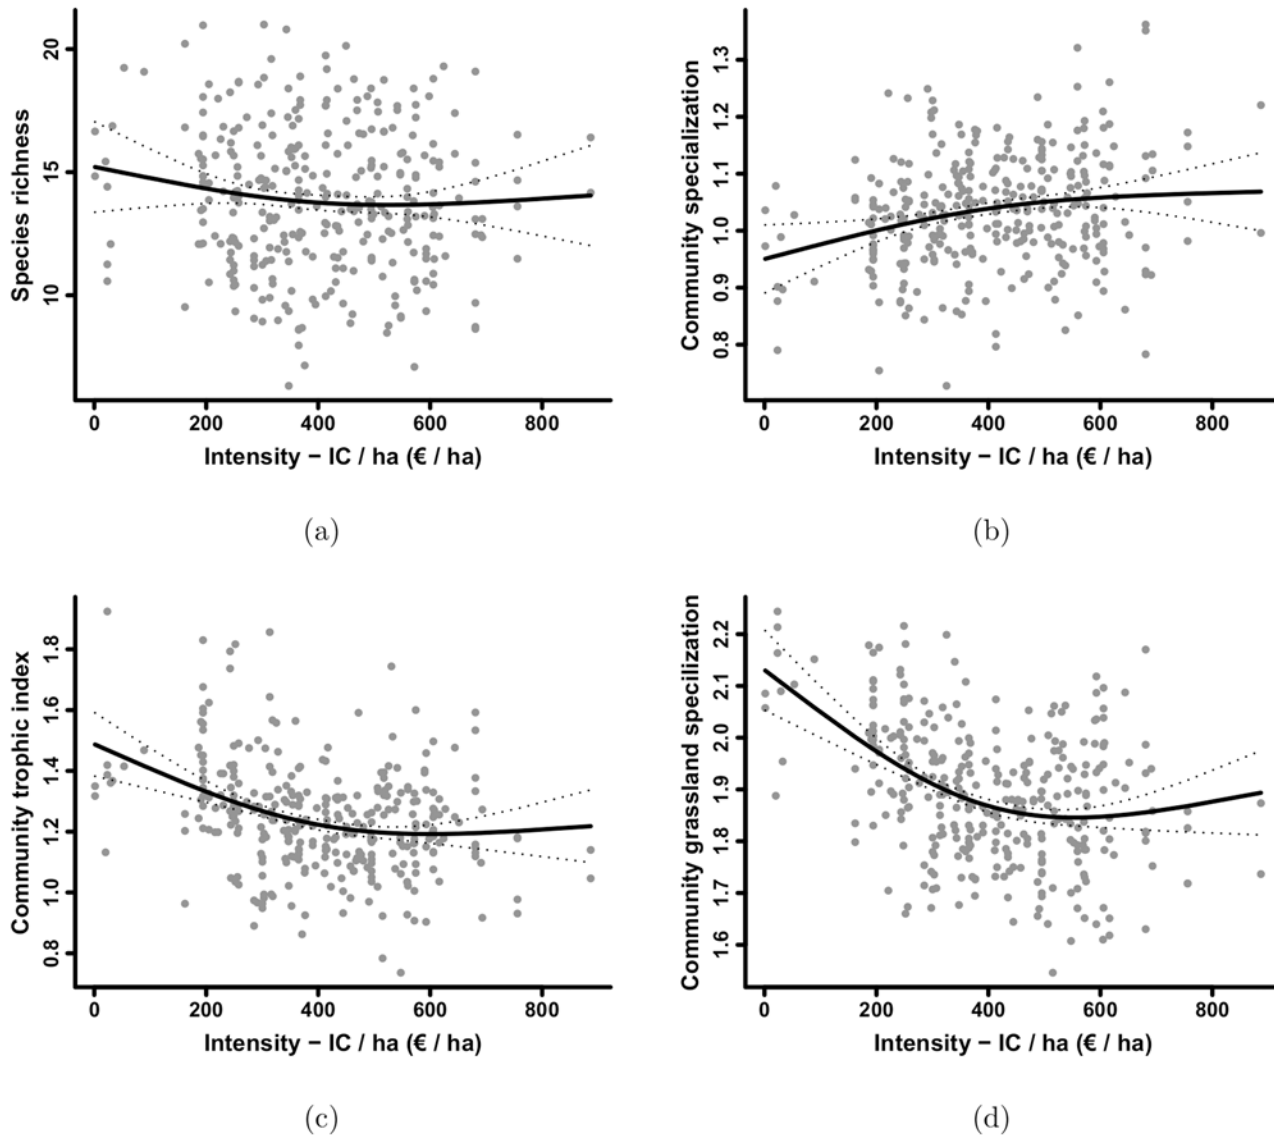 Species richness
20
15
10
0 200 400 600 800
Intensity − IC / ha (€ / ha)
(a)
Community specialization
1.3
1.2
1.1
1.0
0.9
0.8
0 200 400 600 800
Intensity − IC / ha (€ / ha)
(b)
Community trophic index
1.8
1.6
1.4
1.2
1.0
0.8
0 200 400 600 800
Intensity − IC / ha (€ / ha)
(c)
Community grassland specilization
2.2
2.1
2.0
1.9
1.8
1.7
1.6
0 200 400 600 800
Intensity − IC / ha (€ / ha)
(d)